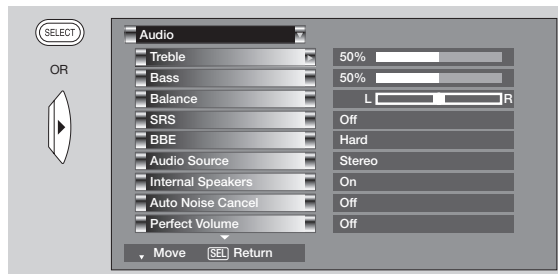 SELECT
OR
Audio
Treble 50%
Bass 50%
Balance L R
SRS Off
BBE Hard
Audio Source Stereo
Internal Speakers On
Auto Noise Cancel Off
Perfect Volume Off
Move SEL Return